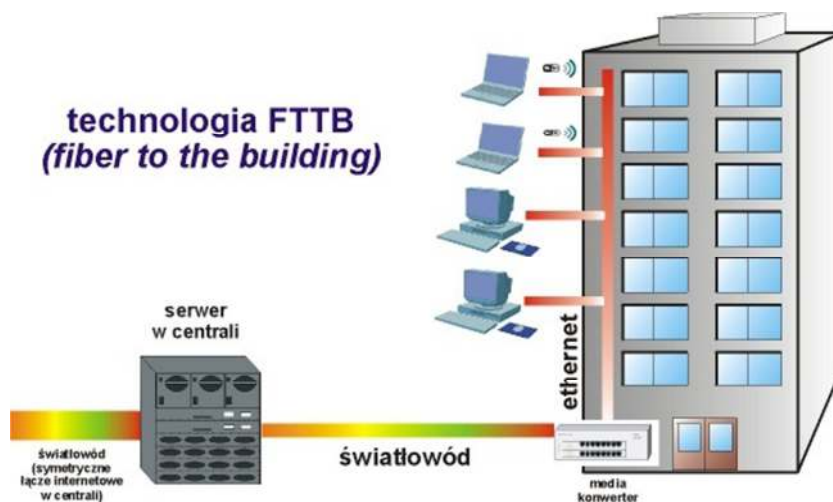 technologia FTTB
(fiber to the building)
serwer
w centrali
ethernet
światłowód
światłowód
(symetryczne
łącze internetowe
w centrali)
media
konwerter